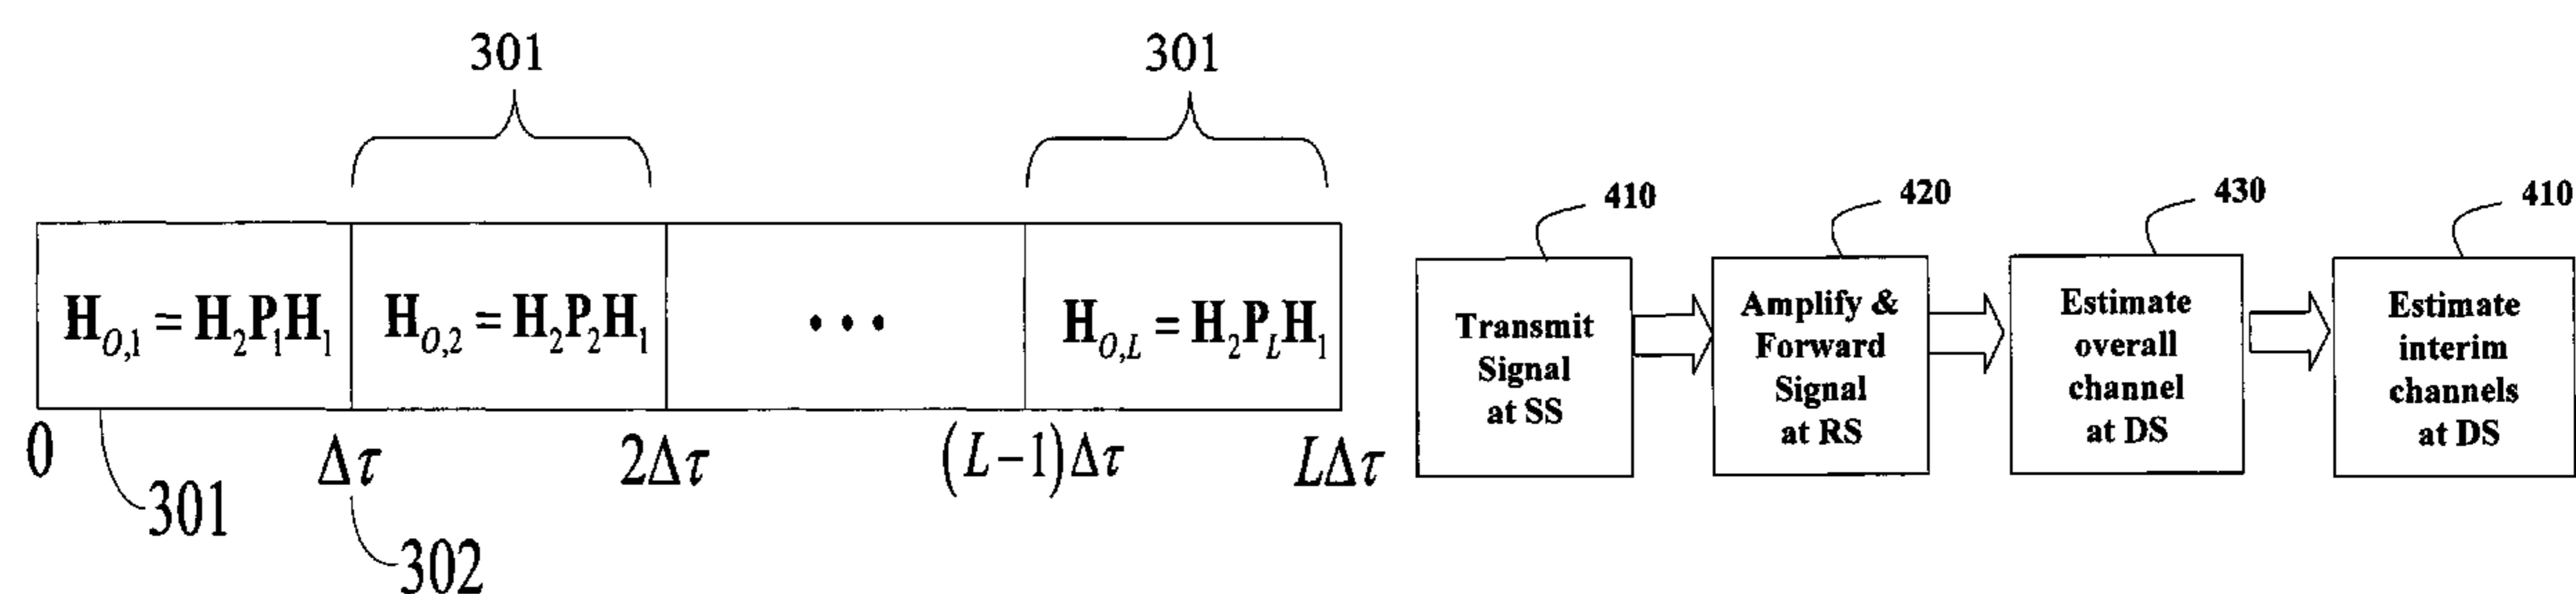 301
301
H_{O,1} = H_2P_1H_1
H_{O,2} = H_2P_2H_1
• • •
H_{O,L} = H_2P_LH_1
0
Δτ
2Δτ
(L−1)Δτ
LΔτ
301
302
410
420
430
410
Transmit
Signal
at SS
Amplify &
Forward
Signal
at RS
Estimate
overall
channel
at DS
Estimate
interim
channels
at DS